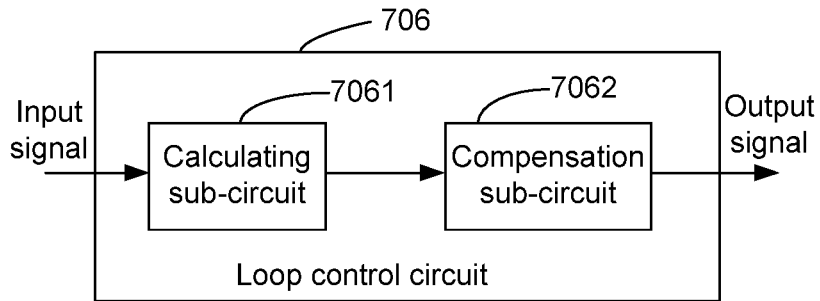 706
7061
7062
Input
signal
Output
signal
Calculating
sub-circuit
Compensation
sub-circuit
Loop control circuit